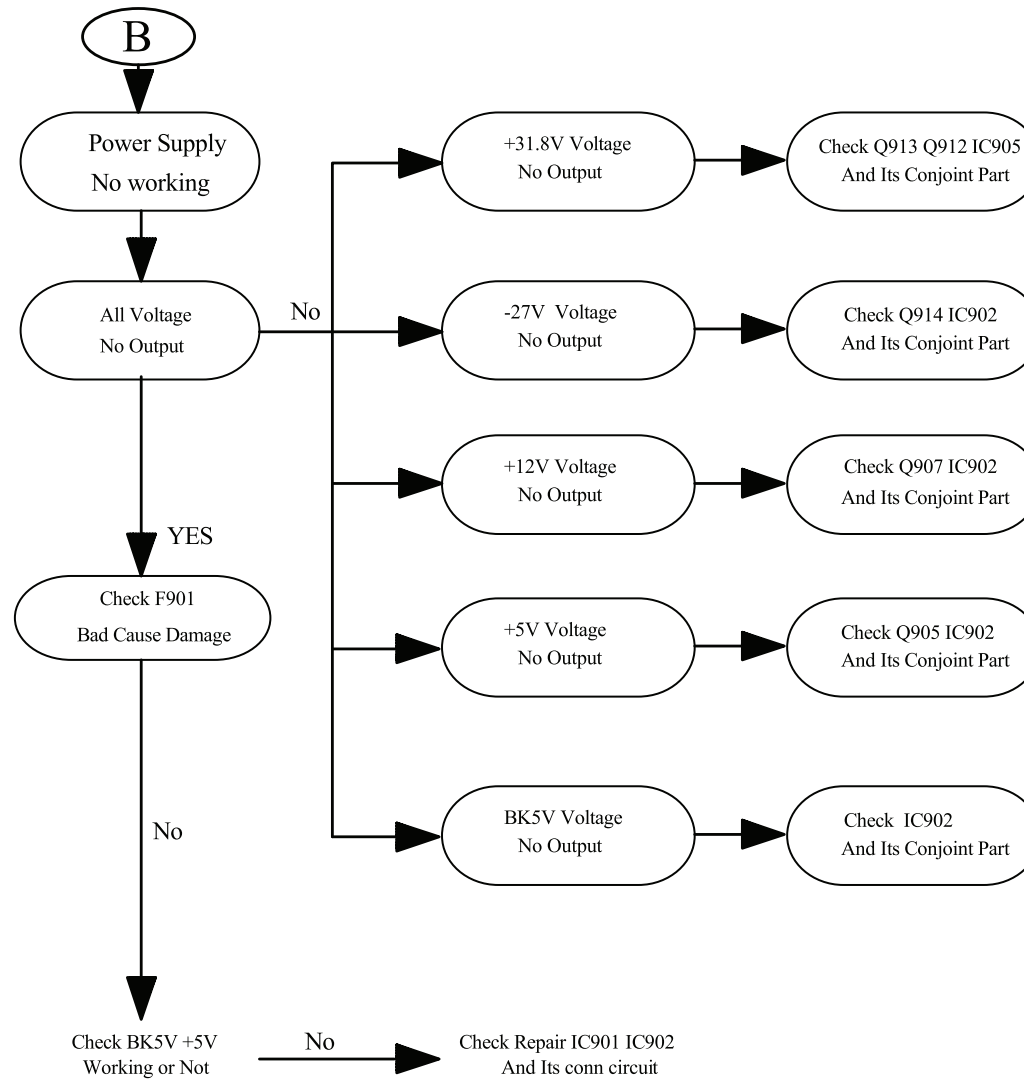 B
Power Supply
No working
All Voltage
No Output
No
YES
Check F901
Bad Cause Damage
No
Check BK5V +5V
Working or Not
No
Check Repair IC901 IC902
And Its conn circuit
+31.8V Voltage
No Output
Check Q913 Q912 IC905
And Its Conjoint Part
-27V Voltage
No Output
Check Q914 IC902
And Its Conjoint Part
+12V Voltage
No Output
Check Q907 IC902
And Its Conjoint Part
+5V Voltage
No Output
Check Q905 IC902
And Its Conjoint Part
BK5V Voltage
No Output
Check IC902
And Its Conjoint Part